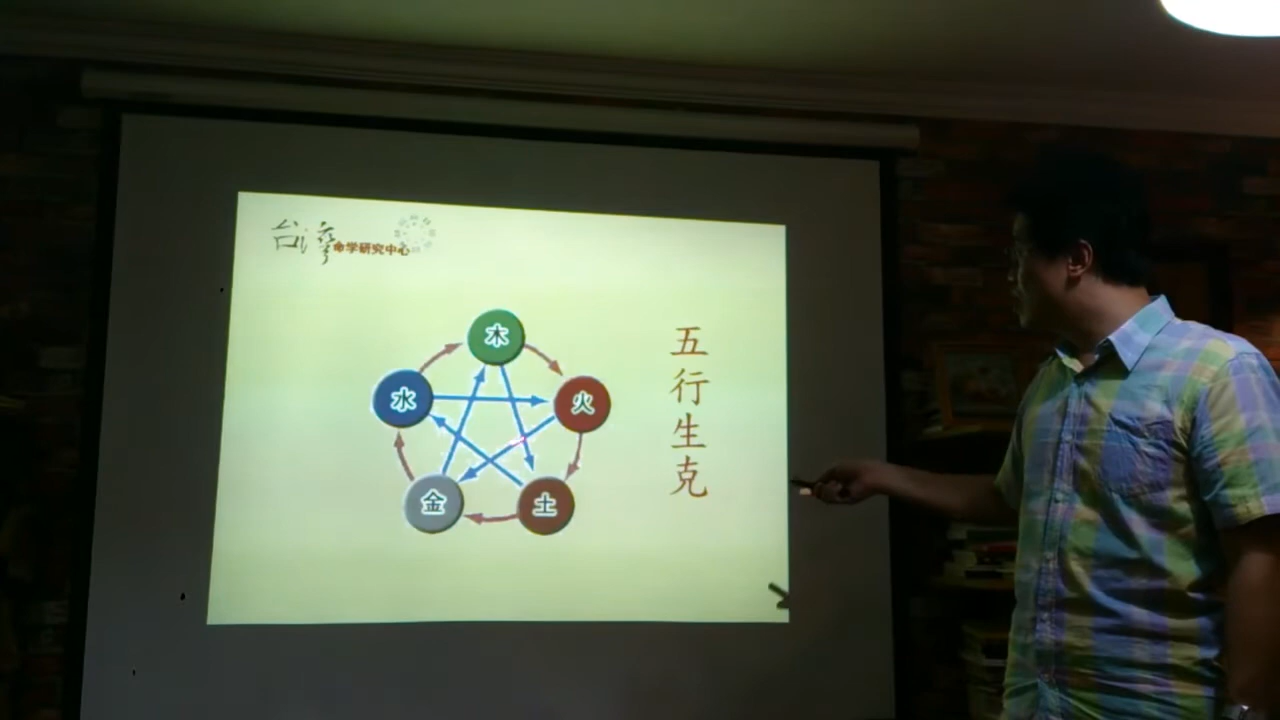 台湾命学研究中心
木
水
火
金
土
五行生克